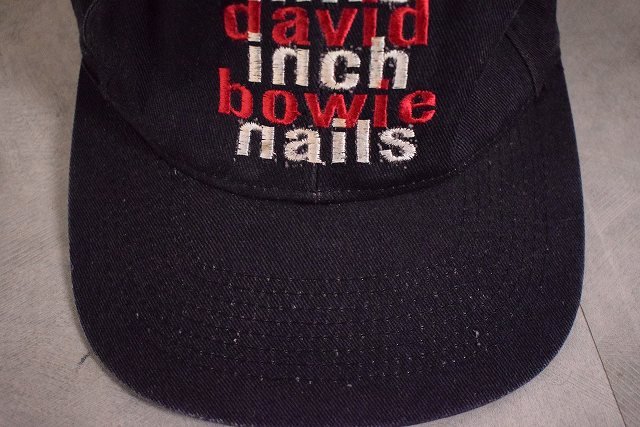 david
inch
bowie
nails